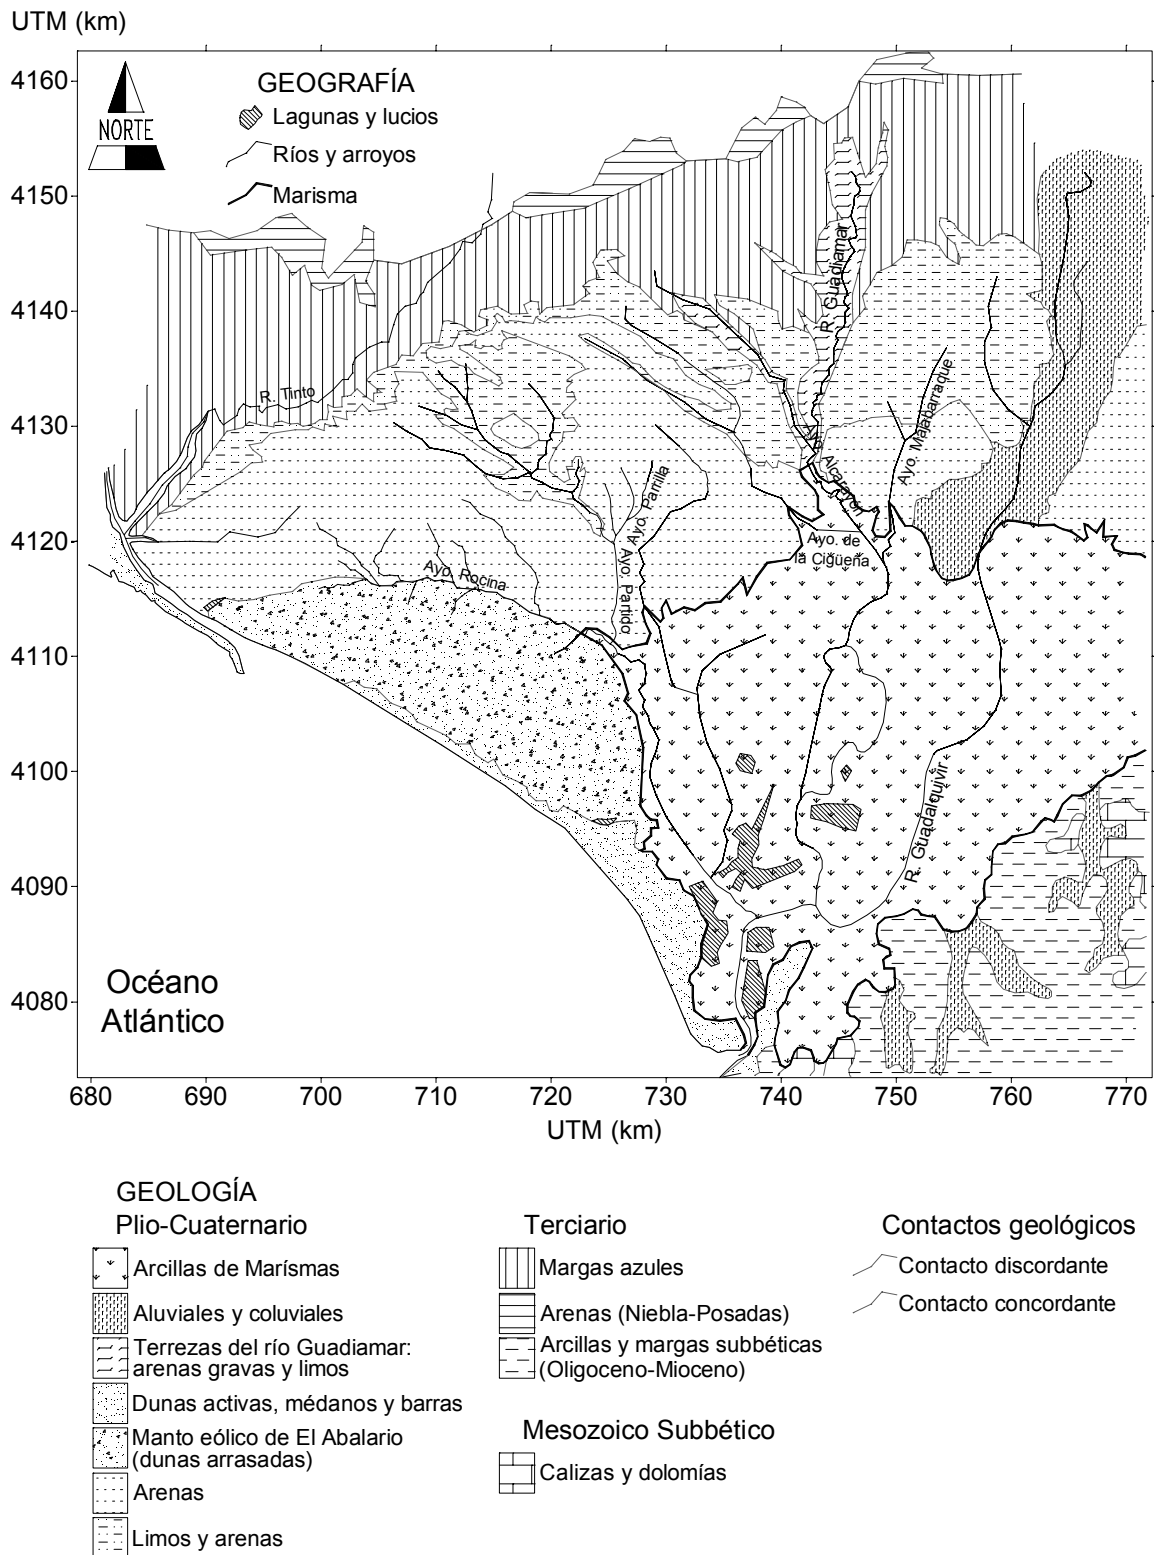 UTM (km)
4160
4150
4140
4130
4120
4110
4100
4090
4080
NORTE
GEOGRAFÍA
Lagunas y lucios
Ríos y arroyos
Marisma
R. Guadiamar
R. Tinto
Ayo. Majabarraque
Ayo. Alcarayón
Ayo. Parrilla
Ayo. de
la Cigüeña
Ayo. Rocina
Ayo. Partido
R. Guadalquivir
Océano
Atlántico
680 690 700 710 720 730 740 750 760 770
UTM (km)
GEOLOGÍA
Plio-Cuaternario
Arcillas de Marísmas
Aluviales y coluviales
Terrezas del río Guadiamar:
arenas gravas y limos
Dunas activas, médanos y barras
Manto eólico de El Abalario
(dunas arrasadas)
Arenas
Limos y arenas
Terciario
Margas azules
Arenas (Niebla-Posadas)
Arcillas y margas subbéticas
(Oligoceno-Mioceno)
Mesozoico Subbético
Calizas y dolomías
Contactos geológicos
Contacto discordante
Contacto concordante